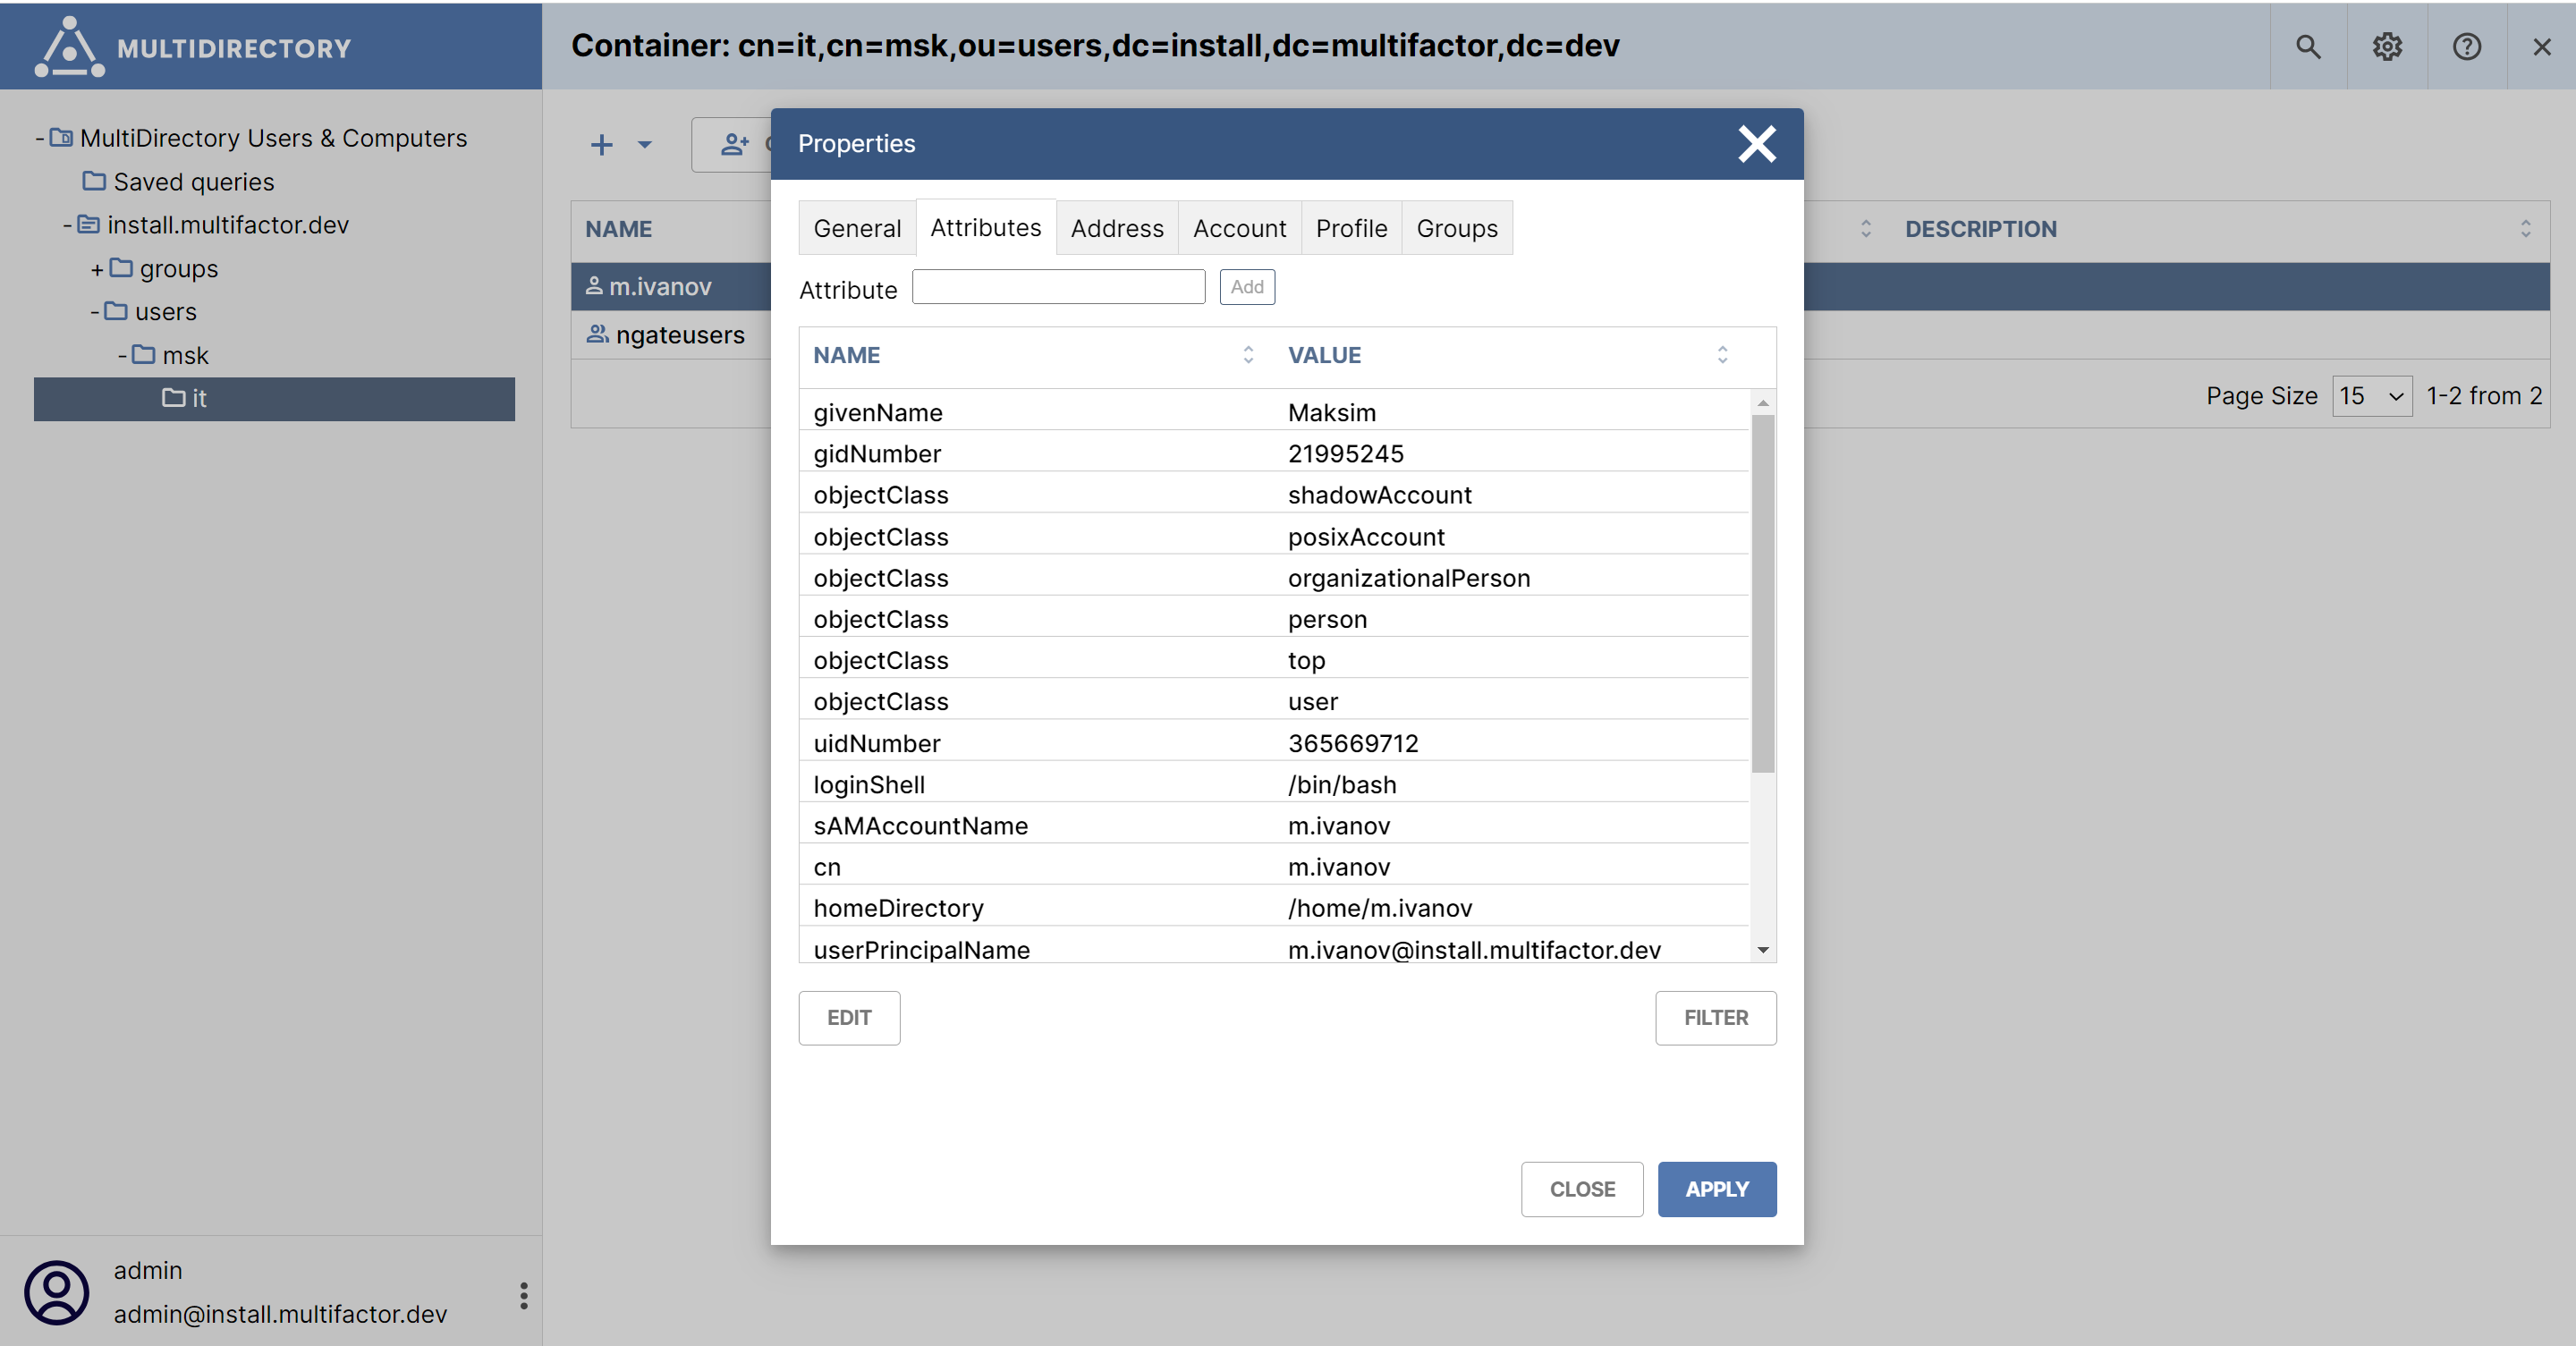 MULTIDIRECTORY
Container: cn=it,cn=msk,ou=users,dc=install,dc=multifactor,dc=dev
- MultiDirectory Users & Computers
Saved queries
- install.multifactor.dev
+ groups
- users
- msk
it
admin
admin@install.multifactor.dev
NAME
DESCRIPTION
m.ivanov
ngateusers
Page Size 15 1-2 from 2
Properties
General Attributes Address Account Profile Groups
Attribute Add
NAME VALUE
givenName Maksim
gidNumber 21995245
objectClass shadowAccount
objectClass posixAccount
objectClass organizationalPerson
objectClass person
objectClass top
objectClass user
uidNumber 365669712
loginShell /bin/bash
sAMAccountName m.ivanov
cn m.ivanov
homeDirectory /home/m.ivanov
userPrincipalName m.ivanov@install.multifactor.dev
EDIT FILTER
CLOSE APPLY